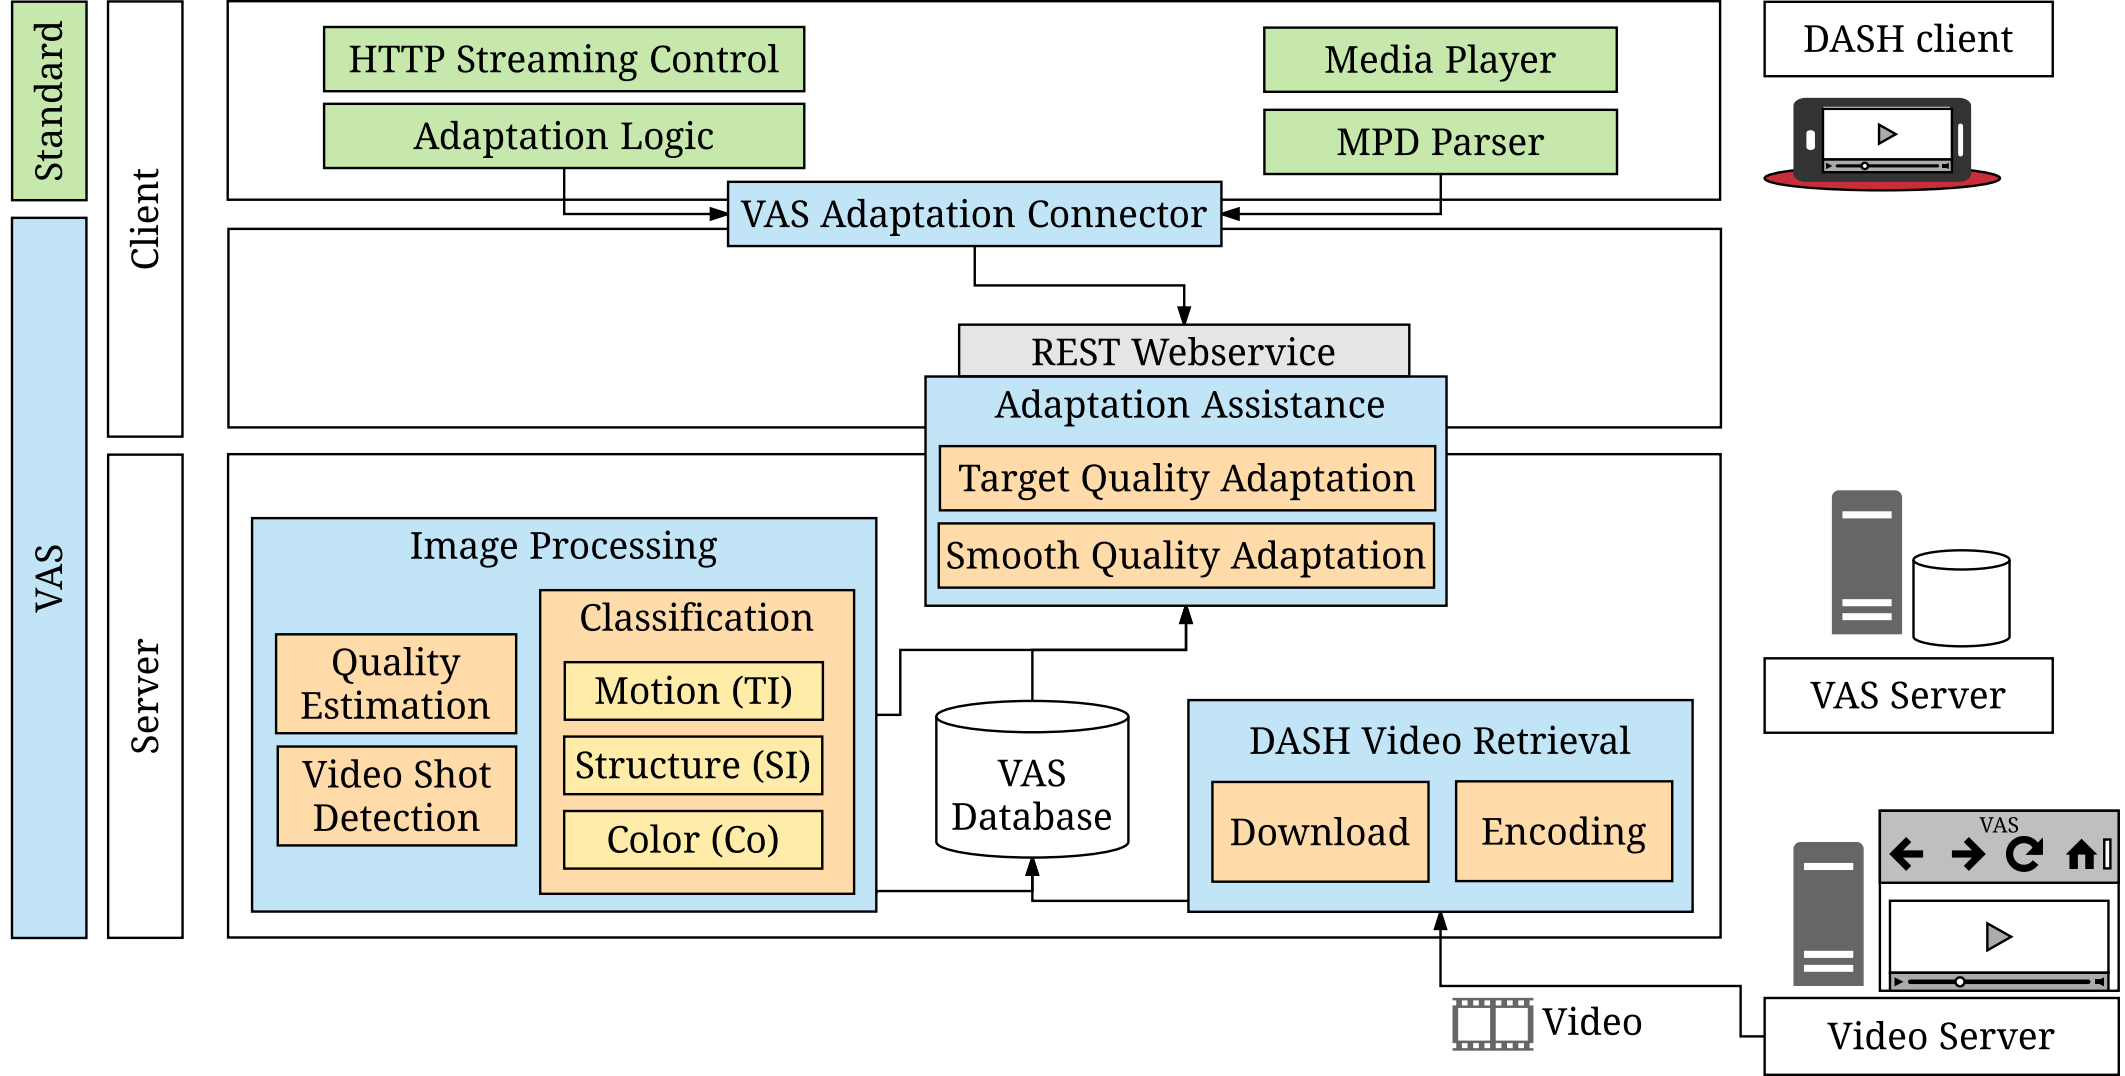 Standard
VAS
Client
Server
HTTP Streaming Control
Adaptation Logic
Media Player
MPD Parser
VAS Adaptation Connector
REST Webservice
Adaptation Assistance
Target Quality Adaptation
Smooth Quality Adaptation
Image Processing
Quality
Estimation
Video Shot
Detection
Classification
Motion (TI)
Structure (SI)
Color (Co)
VAS
Database
DASH Video Retrieval
Download
Encoding
Video
DASH client
VAS Server
VAS
Video Server